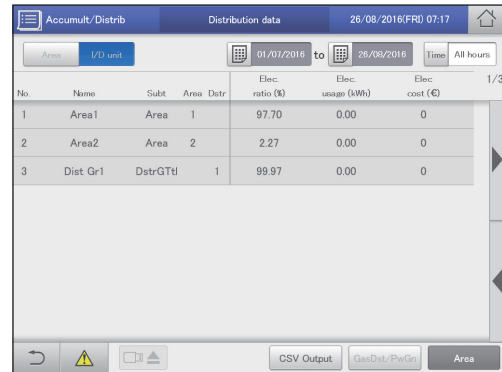 Accumult/Distrib Distribution data 26/08/2016(FRI) 07:17
Area I/D unit 01/07/2016 to 26/08/2016 Time All hours
Elec. Elec. Elec 1/3
No. Name Subt Area Dstr ratio (%) usage (kWh) cost (€)
1 Area1 Area 1 97.70 0.00 0
2 Area2 Area 2 2.27 0.00 0
3 Dist Gr1 DstrGTtl 1 99.97 0.00 0
CSV Output GasDst/PwGn Area